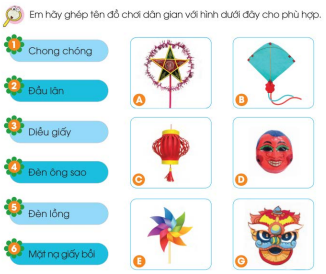 Em hãy ghép tên đồ chơi dân gian với hình dưới đây cho phù hợp.
1 Chong chóng
2 Đầu lân
3 Diều giấy
4 Đèn ông sao
5 Đèn lồng
6 Mặt nạ giấy bồi
A
B
C
D
E
G